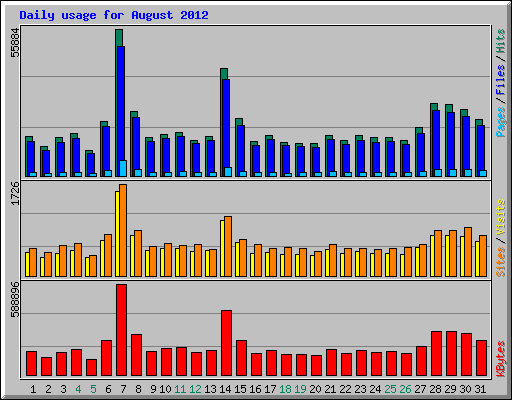 Daily usage for August 2012
55884
Pages / Files / Hits
1726
Sites / Visits
588896
KBytes
1 2 3 4 5 6 7 8 9 10 11 12 13 14 15 16 17 18 19 20 21 22 23 24 25 26 27 28 29 30 31